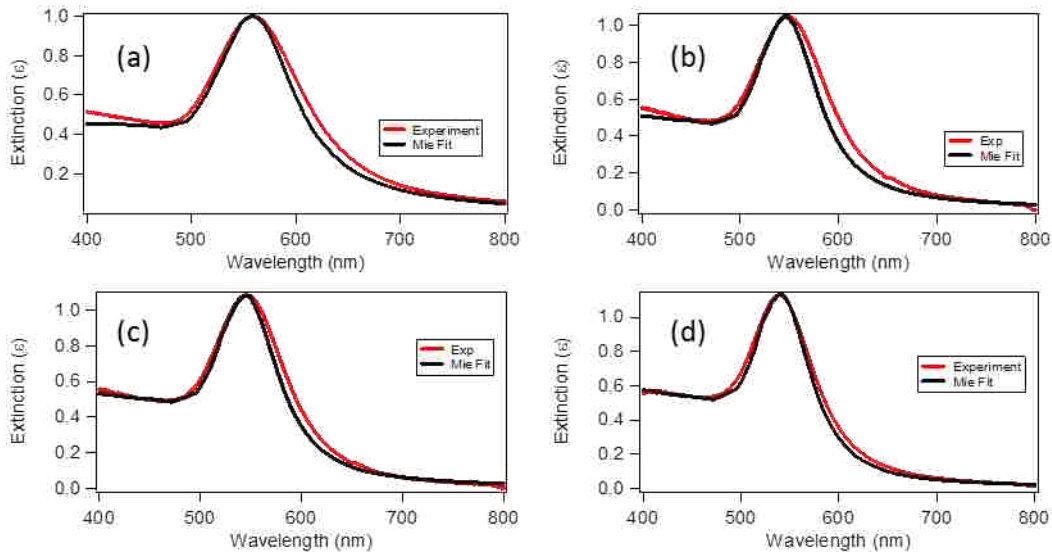 (a)
Extinction (ε)
1.0
0.8
0.6
0.4
0.2
Experiment
Mie Fit
400 500 600 700 800
Wavelength (nm)
(b)
Extinction (ε)
1.0
0.8
0.6
0.4
0.2
0.0
Exp
Mie Fit
400 500 600 700 800
Wavelength (nm)
(c)
Extinction (ε)
1.0
0.8
0.6
0.4
0.2
0.0
Exp
Mie Fit
400 500 600 700 800
Wavelength (nm)
(d)
Extinction (ε)
1.0
0.8
0.6
0.4
0.2
0.0
Experiment
Mie Fit
400 500 600 700 800
Wavelength (nm)